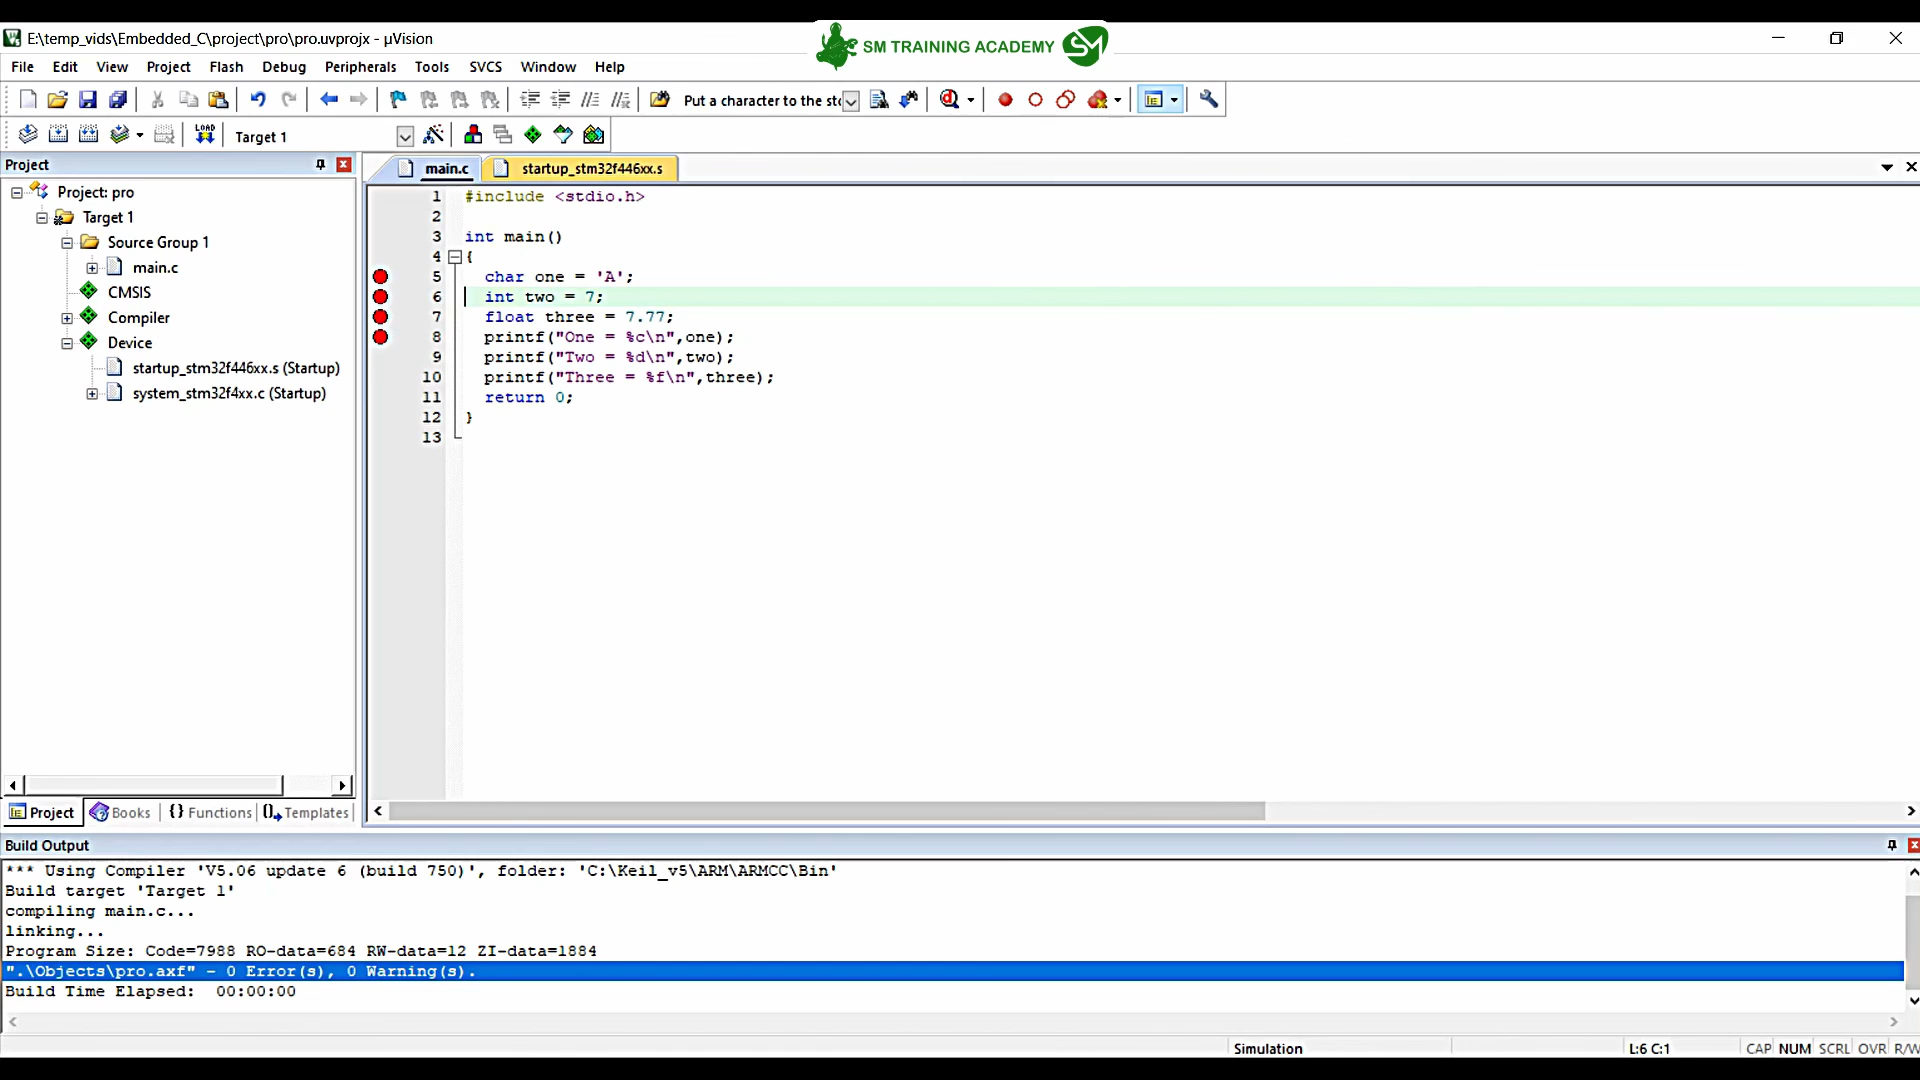 E:\temp_vids\Embedded_C\project\pro\pro.uvprojx - µVision
SM TRAINING ACADEMY SM
File Edit View Project Flash Debug Peripherals Tools SVCS Window Help
Put a character to the sta
LOAD Target 1
Project
main.c startup_stm32f446xx.s
Project: pro
Target 1
Source Group 1
main.c
CMSIS
Compiler
Device
startup_stm32f446xx.s (Startup)
system_stm32f4xx.c (Startup)
1 #include <stdio.h>
2
3 int main()
4 {
5 char one = 'A';
6 int two = 7;
7 float three = 7.77;
8 printf("One = %c\n",one);
9 printf("Two = %d\n",two);
10 printf("Three = %f\n",three);
11 return 0;
12 }
13
Project Books {} Functions Templates
Build Output
*** Using Compiler 'V5.06 update 6 (build 750)', folder: 'C:\Keil_v5\ARM\ARMCC\Bin'
Build target 'Target 1'
compiling main.c...
linking...
Program Size: Code=7988 RO-data=684 RW-data=12 ZI-data=1884
".\Objects\pro.axf" - 0 Error(s), 0 Warning(s).
Build Time Elapsed: 00:00:00
Simulation L:6 C:1 CAP NUM SCRL OVR R/W